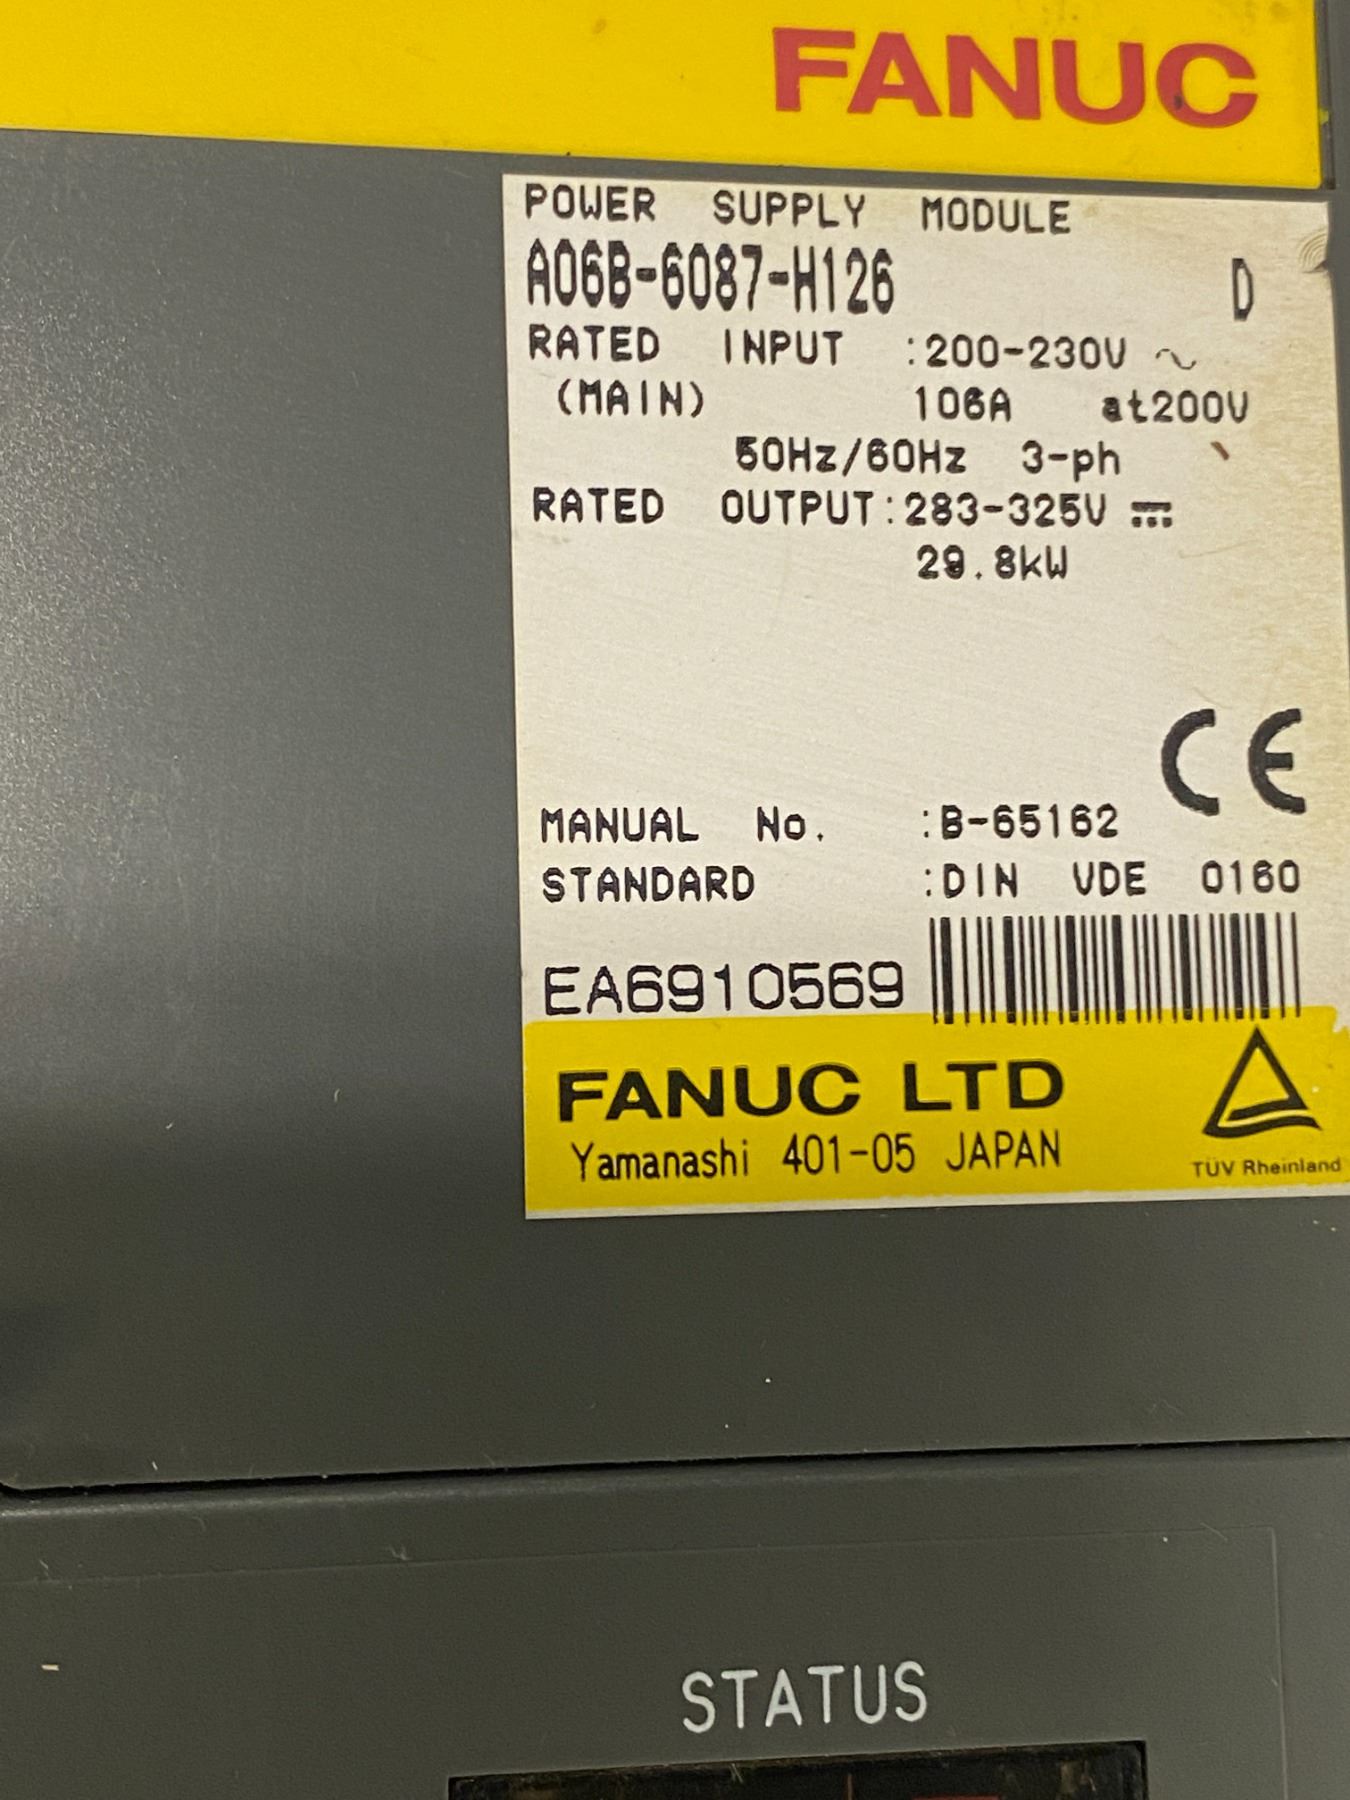 FANUC
POWER SUPPLY MODULE
A06B-6087-H126 D
RATED INPUT :200-230V ∿
(MAIN) 106A at200V
50Hz/60Hz 3-ph
RATED OUTPUT:283-325V ⎓
29.8kW
CE
MANUAL No. :B-65162
STANDARD :DIN VDE 0160
EA6910569
FANUC LTD
Yamanashi 401-05 JAPAN
TÜV Rheinland
STATUS